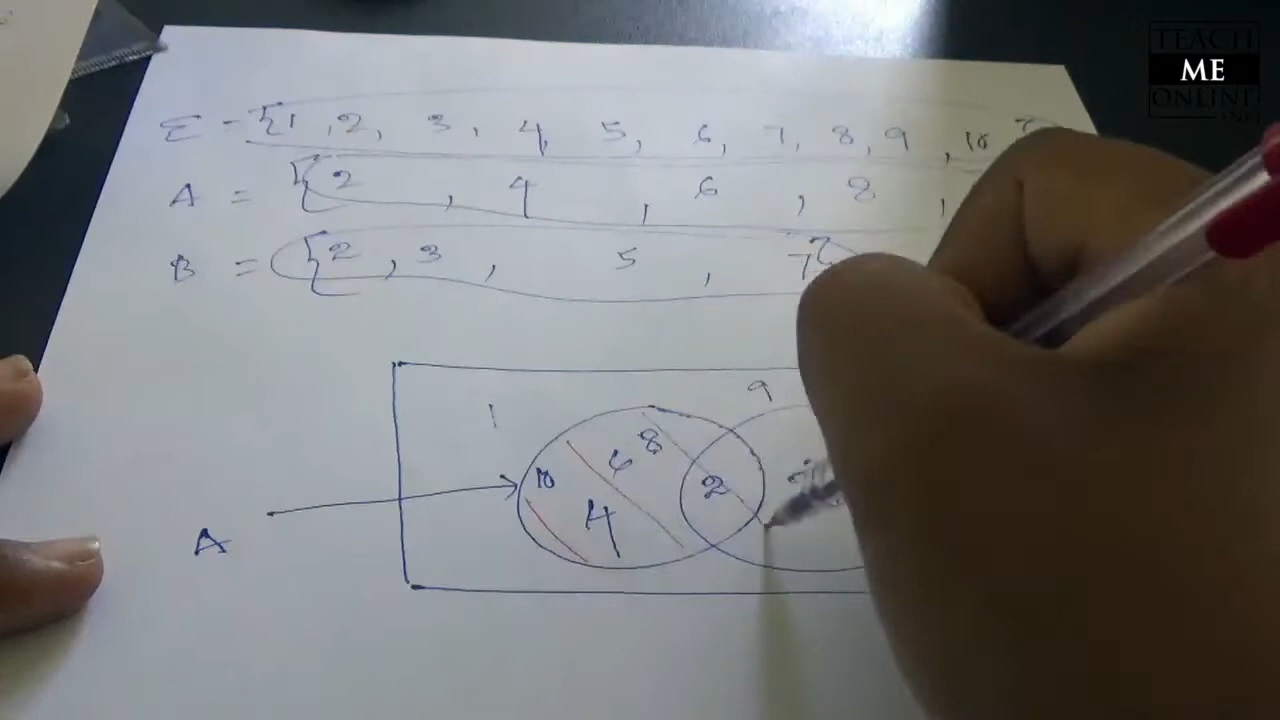 TEACH
ME
ONLINE
Σ = {1, 2, 3, 4, 5, 6, 7, 8, 9, 10}
A = {2, 4, 6, 8,
B = {2, 3, 5, 7}
1 9
8
6
10 2
4
A